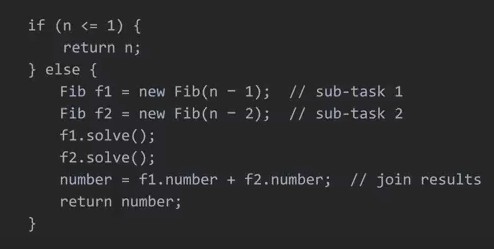 if (n <= 1) {
return n;
} else {
Fib f1 = new Fib(n – 1);  // sub-task 1
Fib f2 = new Fib(n – 2);  // sub-task 2
f1.solve();
f2.solve();
number = f1.number + f2.number;  // join results
return number;
}